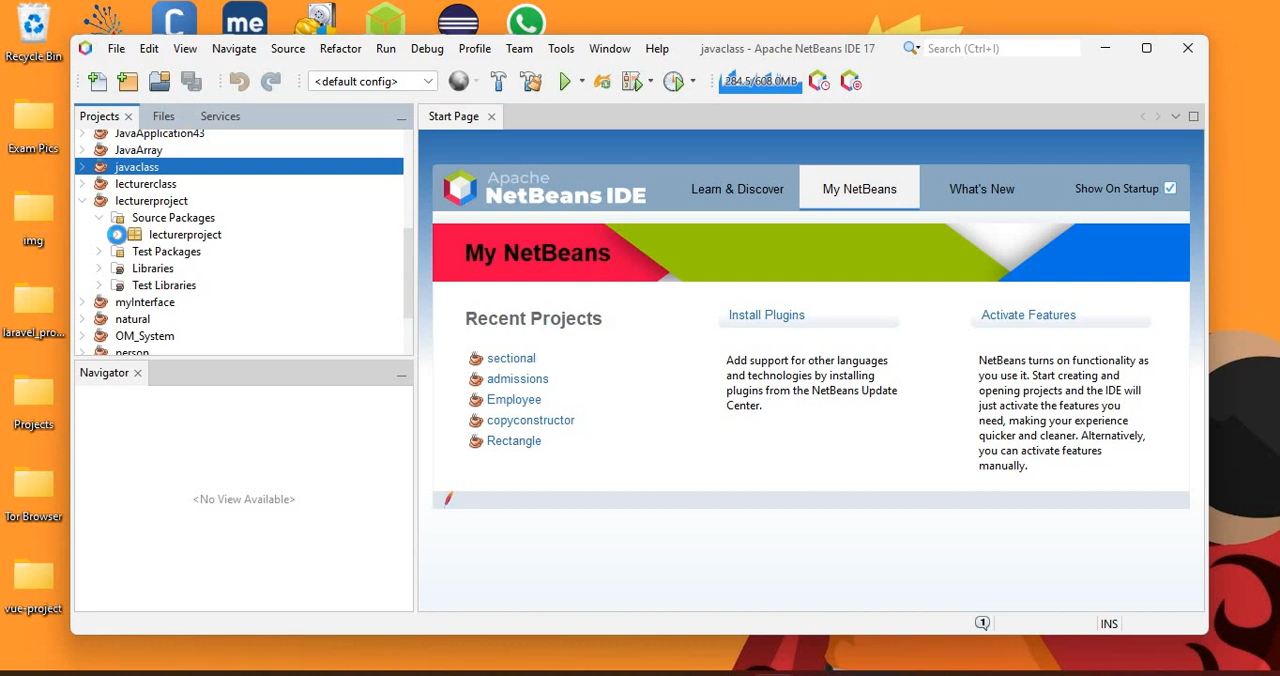 me
Recycle Bin
Exam Pics
img
laravel_pro...
Projects
Tor Browser
vue-project
File Edit View Navigate Source Refactor Run Debug Profile Team Tools Window Help
javaclass - Apache NetBeans IDE 17
Search (Ctrl+I)
<default config>
284.5/608.0MB
Projects Files Services
JavaApplication43
JavaArray
javaclass
lecturerclass
lecturerproject
Source Packages
lecturerproject
Test Packages
Libraries
Test Libraries
myInterface
natural
OM_System
person
Navigator
<No View Available>
Start Page
Apache
NetBeans IDE
Learn & Discover My NetBeans What's New Show On Startup
My NetBeans
Recent Projects
sectional
admissions
Employee
copyconstructor
Rectangle
Install Plugins
Add support for other languages
and technologies by installing
plugins from the NetBeans Update
Center.
Activate Features
NetBeans turns on functionality as
you use it. Start creating and
opening projects and the IDE will
just activate the features you
need, making your experience
quicker and cleaner. Alternatively,
you can activate features
manually.
1
INS